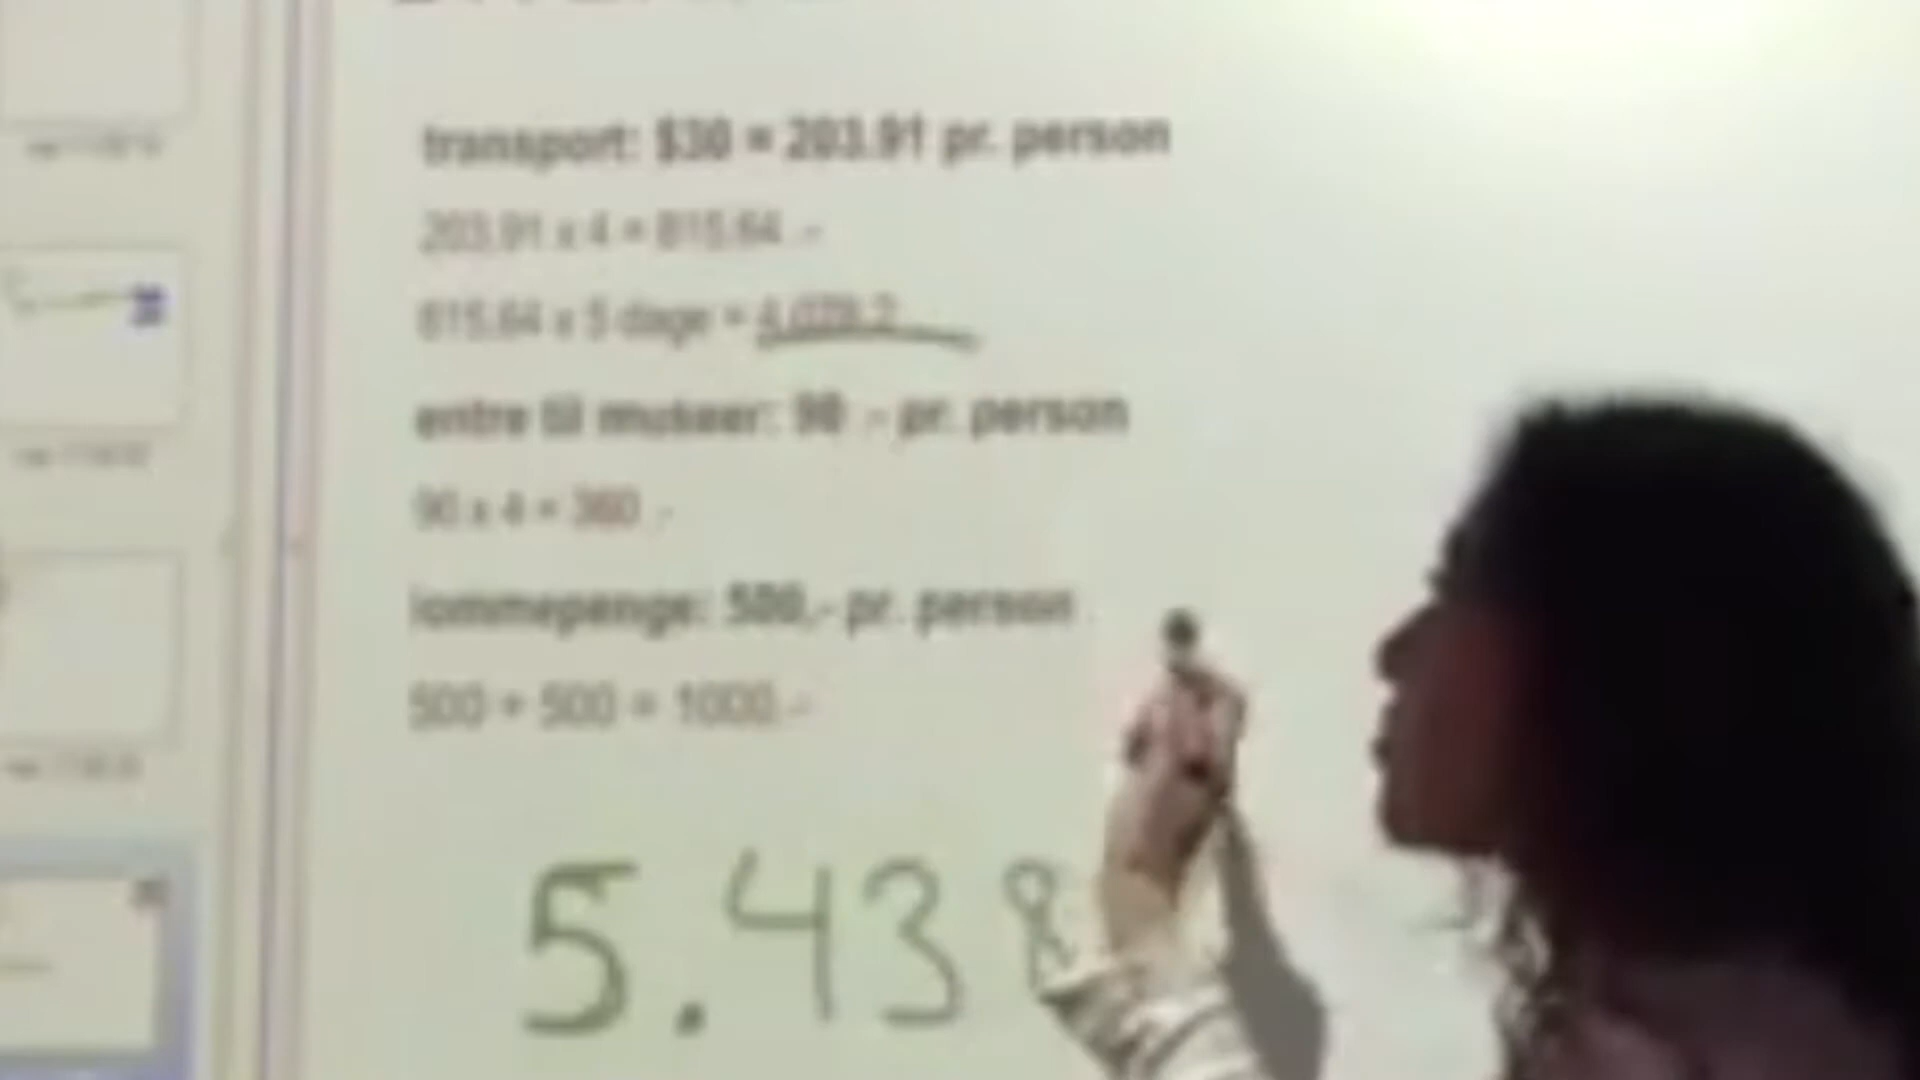 transport: $30 = 203.91 pr. person
203.91 x 4 = 815.64 .-
815.64 x 5 dage = 4.078.2
entre til museer: 90 .- pr. person
90 x 4 = 360 .-
lommepenge: 500,- pr. person
500 + 500 = 1000.-
5.438